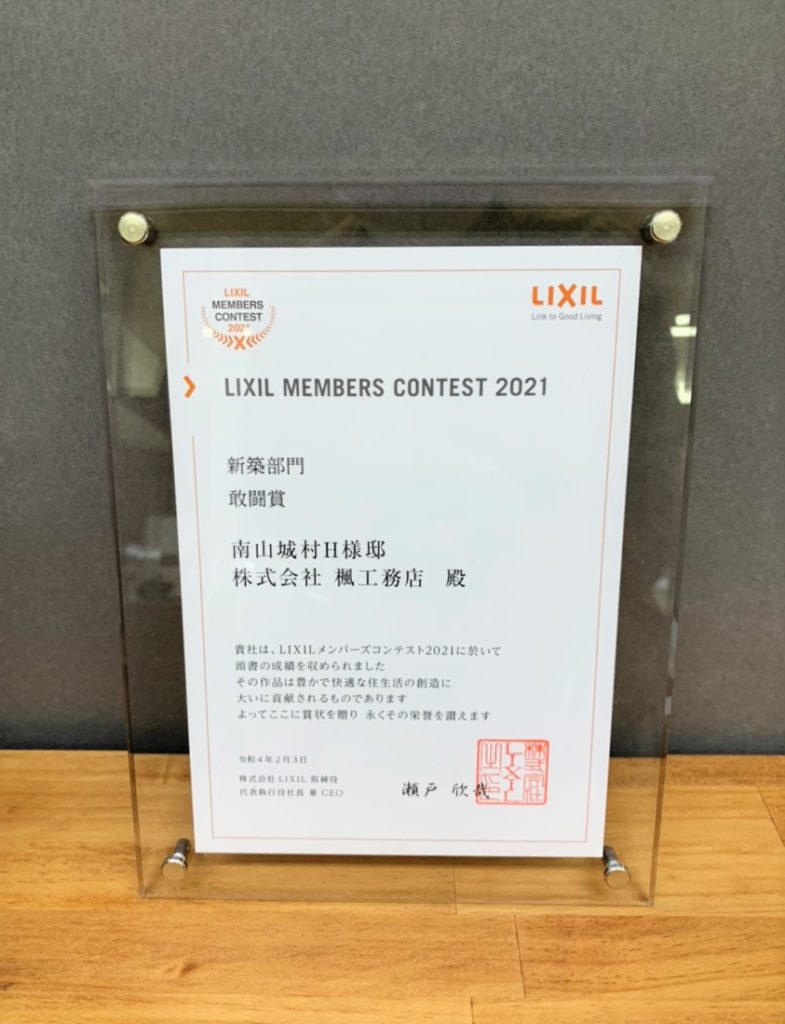 LIXIL
MEMBERS
CONTEST
2021
LIXIL
Link to Good Living
LIXIL MEMBERS CONTEST 2021
新築部門
敢闘賞
南山城村H様邸
株式会社 楓工務店 殿
貴社は、LIXILメンバーズコンテスト2021に於いて
頭書の成績を収められました
その作品は豊かで快適な住生活の創造に
大いに貢献されるものであります
よってここに賞状を贈り 永くその栄誉を讃えます
令和4年2月3日
株式会社 LIXIL 取締役
代表執行役社長 兼 CEO
瀬戸 欣哉
株式会社
LIXIL